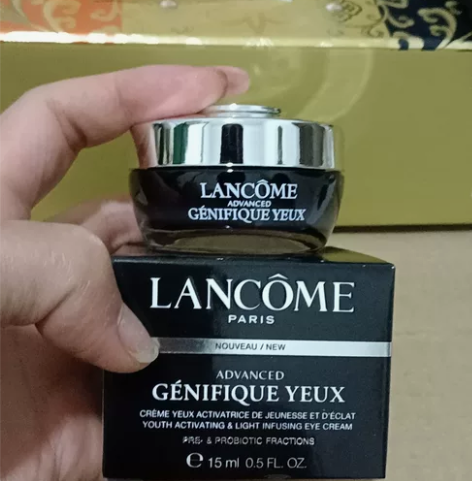 LANCÔME
ADVANCED
GÉNIFIQUE YEUX
LANCÔME
PARIS
NOUVEAU / NEW
ADVANCED
GÉNIFIQUE YEUX
CRÈME YEUX ACTIVATRICE DE JEUNESSE ET D'ÉCLAT
YOUTH ACTIVATING & LIGHT INFUSING EYE CREAM
PRE- & PROBIOTIC FRACTIONS
℮ 15 ml 0.5 FL. OZ.